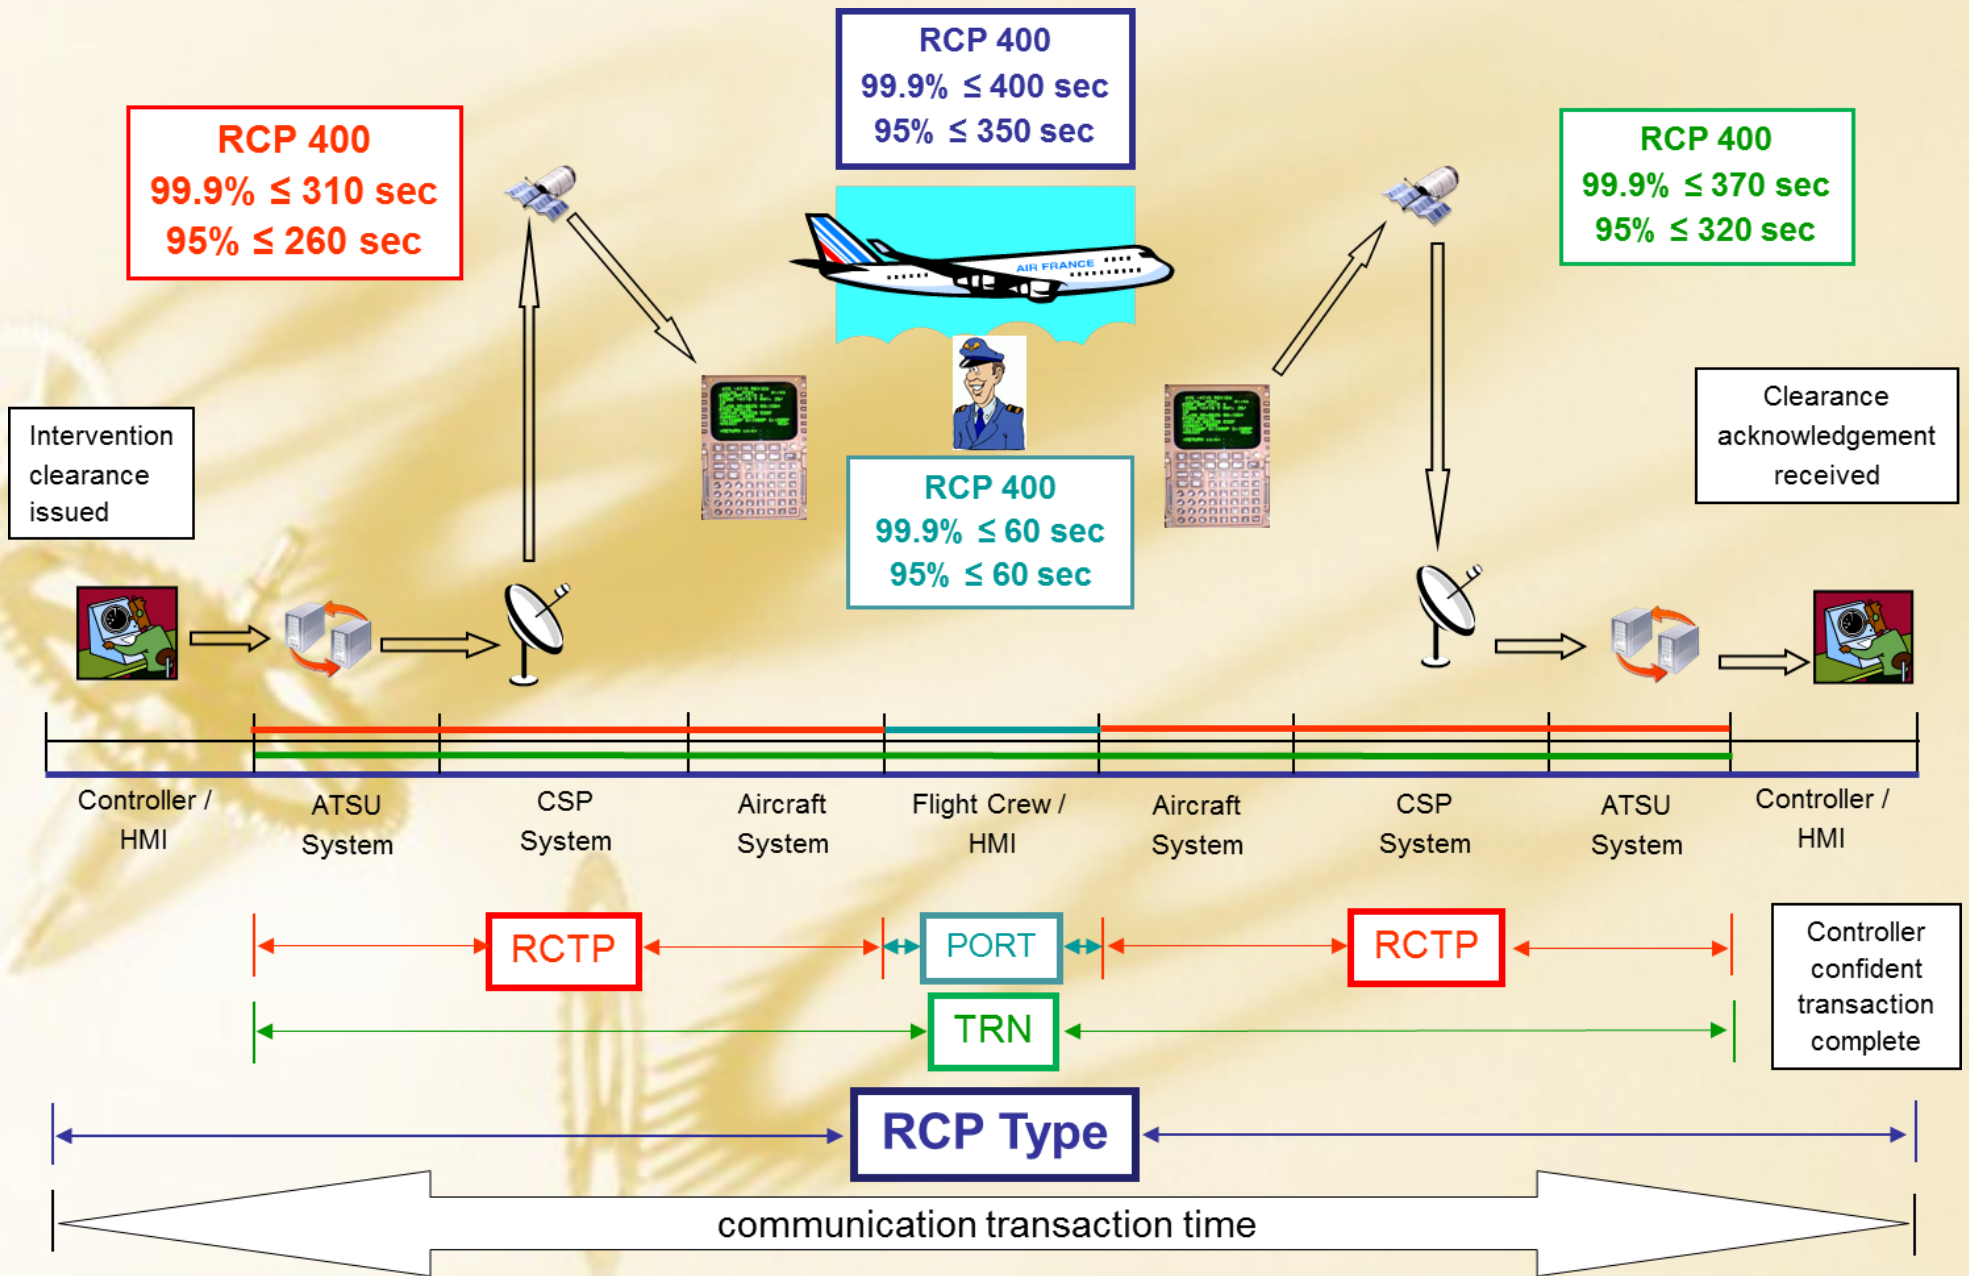 RCP 400
99.9% ≤ 400 sec
95% ≤ 350 sec
RCP 400
99.9% ≤ 310 sec
95% ≤ 260 sec
RCP 400
99.9% ≤ 370 sec
95% ≤ 320 sec
AIR FRANCE
Intervention
clearance
issued
RCP 400
99.9% ≤ 60 sec
95% ≤ 60 sec
Clearance
acknowledgement
received
Controller /
HMI
ATSU
System
CSP
System
Aircraft
System
Flight Crew /
HMI
Aircraft
System
CSP
System
ATSU
System
Controller /
HMI
RCTP
PORT
RCTP
TRN
Controller
confident
transaction
complete
RCP Type
communication transaction time